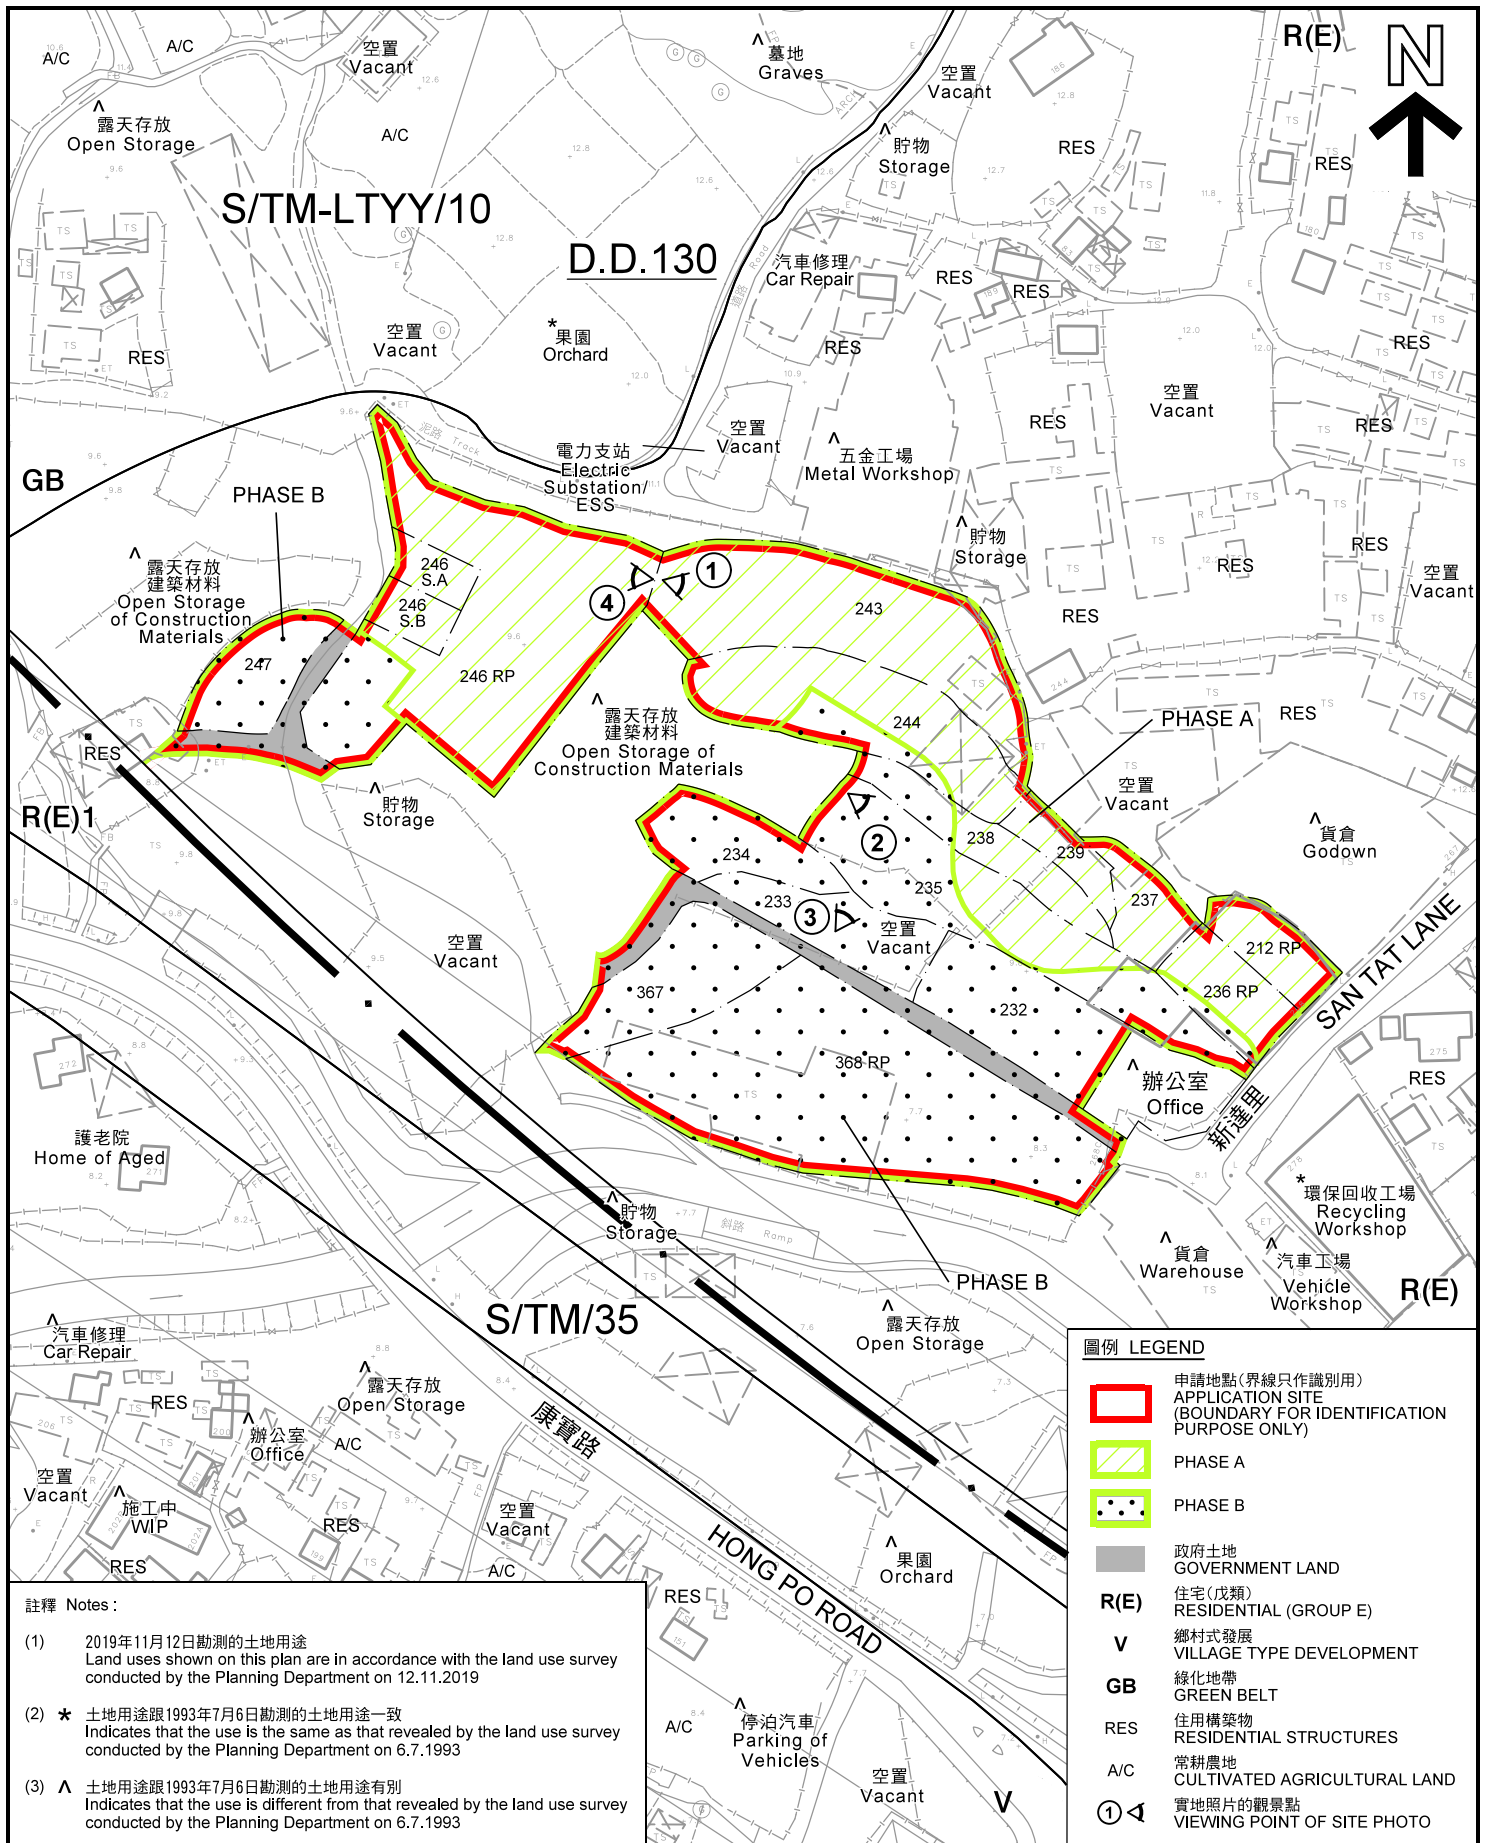 A/C
A/C
空置
Vacant
墓地
Graves
空置
Vacant
R(E)
N
露天存放
Open Storage
A/C
貯物
Storage
RES
RES
S/TM-LTYY/10
D.D.130
汽車修理
Car Repair
RES
RES
RES
空置
Vacant
*
果園
Orchard
RES
RES
空置
Vacant
RES
RES
空置
Vacant
電力支站
Electric
Substation/
ESS
五金工場
Metal Workshop
GB
PHASE B
貯物
Storage
RES
RES
空置
Vacant
露天存放
建築材料
Open Storage
of Construction
Materials
246
S.A
246
S.B
1
4
243
RES
247
246 RP
露天存放
建築材料
Open Storage of
Construction Materials
244
PHASE A
RES
RES
貯物
Storage
空置
Vacant
R(E)1
2
238
239
貨倉
Godown
234
233
3
235
空置
Vacant
237
空置
Vacant
212 RP
236 RP
SAN TAT LANE
新達里
367
232
368 RP
辦公室
Office
RES
護老院
Home of Aged
貯物
Storage
*
環保回收工場
Recycling
Workshop
貨倉
Warehouse
汽車工場
Vehicle
Workshop
R(E)
PHASE B
S/TM/35
露天存放
Open Storage
汽車修理
Car Repair
露天存放
Open Storage
RES
辦公室
Office
A/C
康寶路
HONG PO ROAD
空置
Vacant
施工中
WIP
RES
空置
Vacant
RES
A/C
果園
Orchard
RES
A/C
停泊汽車
Parking of
Vehicles
空置
Vacant
V
圖例 LEGEND
申請地點(界線只作識別用)
APPLICATION SITE
(BOUNDARY FOR IDENTIFICATION
PURPOSE ONLY)
PHASE A
PHASE B
政府土地
GOVERNMENT LAND
R(E) 住宅(戊類)
RESIDENTIAL (GROUP E)
V 鄉村式發展
VILLAGE TYPE DEVELOPMENT
GB 綠化地帶
GREEN BELT
RES 住用構築物
RESIDENTIAL STRUCTURES
A/C 常耕農地
CULTIVATED AGRICULTURAL LAND
1 實地照片的觀景點
VIEWING POINT OF SITE PHOTO
註釋 Notes :
(1) 2019年11月12日勘測的土地用途
Land uses shown on this plan are in accordance with the land use survey
conducted by the Planning Department on 12.11.2019
(2) * 土地用途跟1993年7月6日勘測的土地用途一致
Indicates that the use is the same as that revealed by the land use survey
conducted by the Planning Department on 6.7.1993
(3) ^ 土地用途跟1993年7月6日勘測的土地用途有別
Indicates that the use is different from that revealed by the land use survey
conducted by the Planning Department on 6.7.1993